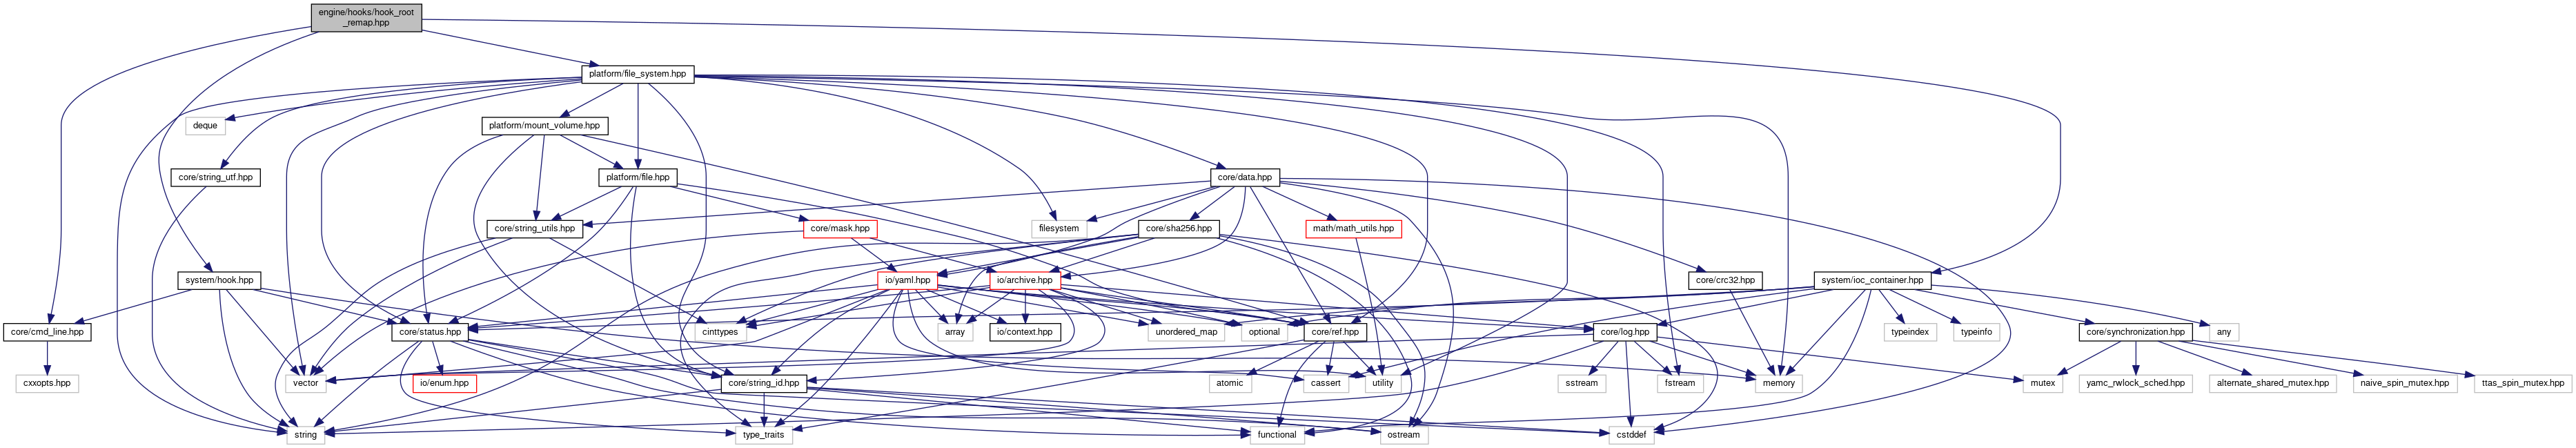 engine/hooks/hook_root
_remap.hpp
platform/file_system.hpp
deque
platform/mount_volume.hpp
core/string_utf.hpp
platform/file.hpp
core/data.hpp
core/string_utils.hpp
core/mask.hpp
filesystem
core/sha256.hpp
math/math_utils.hpp
system/hook.hpp
io/yaml.hpp
io/archive.hpp
core/crc32.hpp
system/ioc_container.hpp
core/cmd_line.hpp
core/status.hpp
cinttypes
array
io/context.hpp
unordered_map
optional
core/ref.hpp
core/log.hpp
typeindex
typeinfo
core/synchronization.hpp
any
cxxopts.hpp
vector
io/enum.hpp
core/string_id.hpp
atomic
cassert
utility
sstream
fstream
memory
mutex
yamc_rwlock_sched.hpp
alternate_shared_mutex.hpp
naive_spin_mutex.hpp
ttas_spin_mutex.hpp
string
type_traits
functional
ostream
cstddef